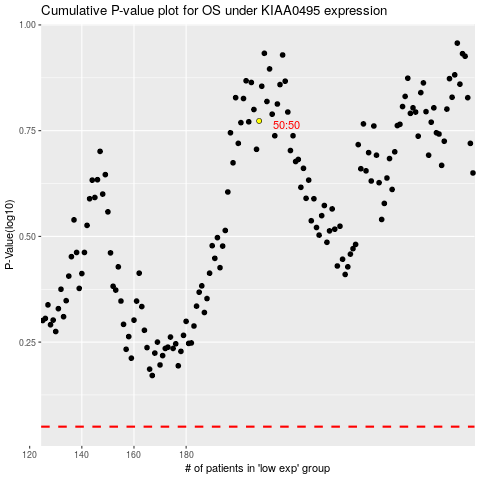 Cumulative P-value plot for OS under KIAA0495 expression
1.00
0.75
0.50
0.25
P-Value(log10)
50:50
120 140 160 180
# of patients in 'low exp' group